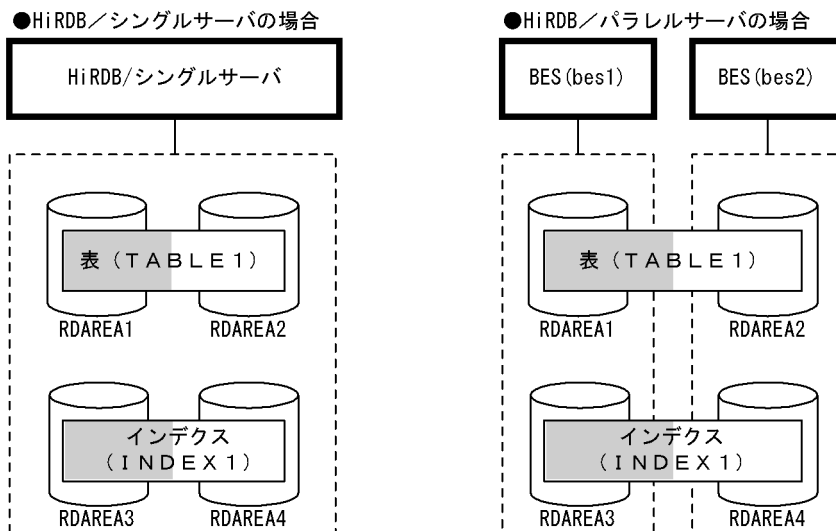 ●HiRDB／シングルサーバの場合
HiRDB/シングルサーバ
表（ＴＡＢＬＥ１）
RDAREA1
RDAREA2
インデクス
（ＩＮＤＥＸ１）
RDAREA3
RDAREA4
●HiRDB／パラレルサーバの場合
BES(bes1)
BES(bes2)
表（ＴＡＢＬＥ１）
RDAREA1
RDAREA2
インデクス
（ＩＮＤＥＸ１）
RDAREA3
RDAREA4